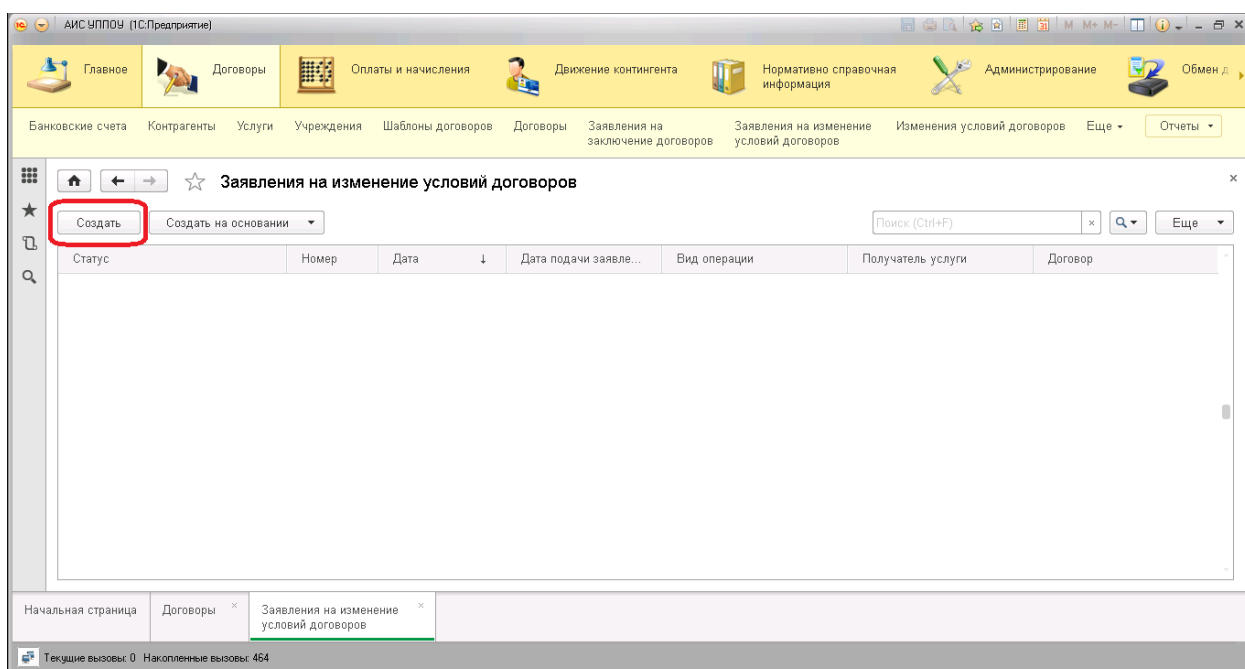 АИС УППОУ (1С:Предприятие)
M M+ M-
Главное
Договоры
Оплаты и начисления
Движение контингента
Нормативно справочная
информация
Администрирование
Обмен д
Банковские счета Контрагенты Услуги Учреждения Шаблоны договоров Договоры Заявления на
заключение договоров
Заявления на изменение
условий договоров
Изменения условий договоров Еще Отчеты
Заявления на изменение условий договоров
Создать Создать на основании Поиск (Ctrl+F) Еще
Статус Номер Дата Дата подачи заявле... Вид операции Получатель услуги Договор
Начальная страница Договоры Заявления на изменение
условий договоров
Текущие вызовы: 0 Накопленные вызовы: 464